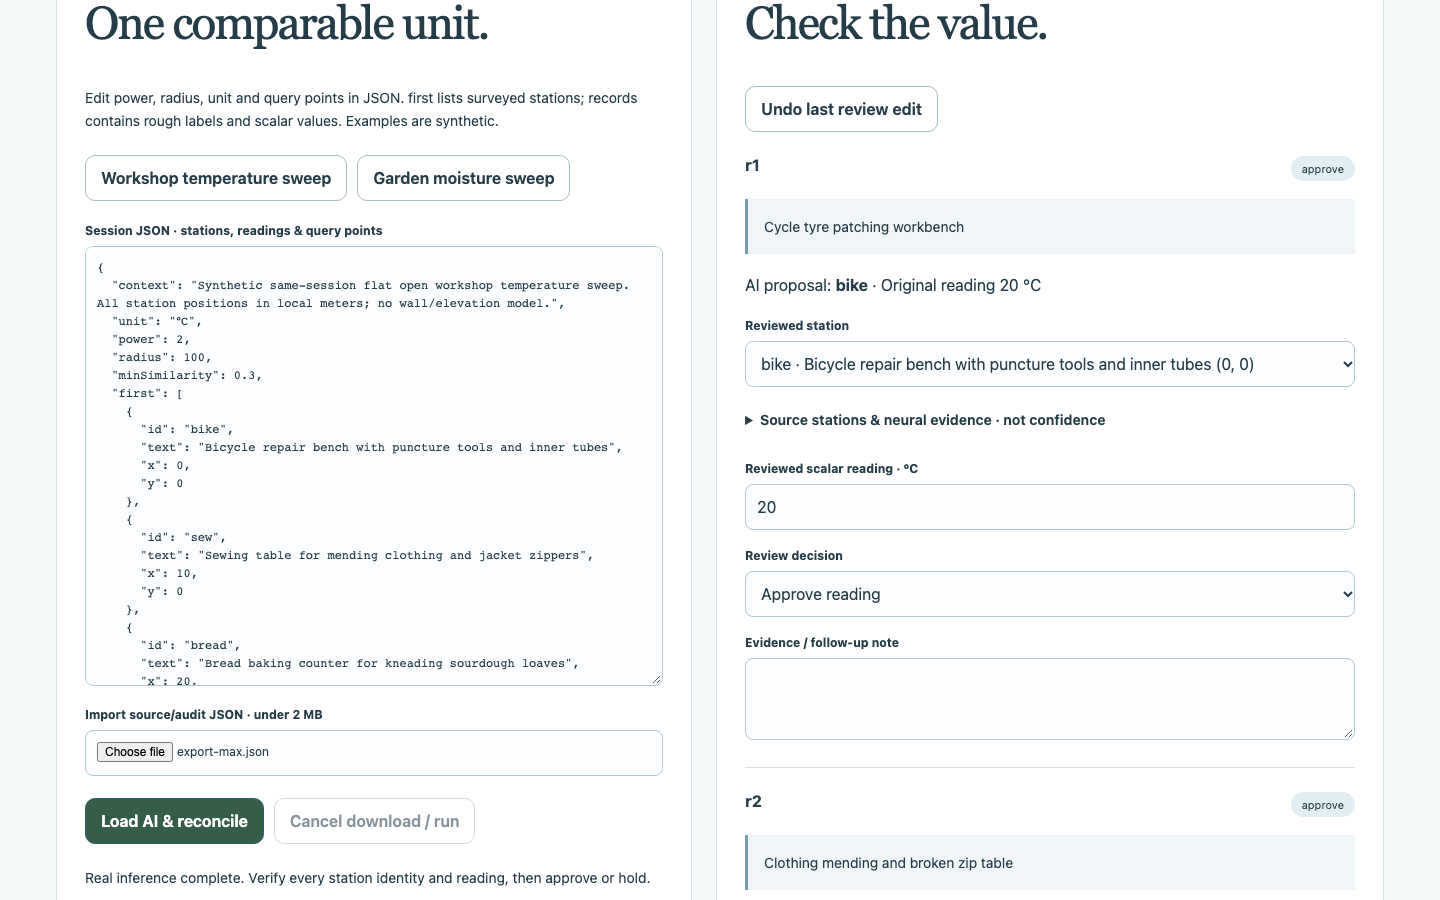 One comparable unit.
Edit power, radius, unit and query points in JSON. first lists surveyed stations; records
contains rough labels and scalar values. Examples are synthetic.
Workshop temperature sweep
Garden moisture sweep
Session JSON · stations, readings & query points
{
"context": "Synthetic same-session flat open workshop temperature sweep.
All station positions in local meters; no wall/elevation model.",
"unit": "°C",
"power": 2,
"radius": 100,
"minSimilarity": 0.3,
"first": [
{
"id": "bike",
"text": "Bicycle repair bench with puncture tools and inner tubes",
"x": 0,
"y": 0
},
{
"id": "sew",
"text": "Sewing table for mending clothing and jacket zippers",
"x": 10,
"y": 0
},
{
"id": "bread",
"text": "Bread baking counter for kneading sourdough loaves",
"x": 20,
Import source/audit JSON · under 2 MB
Choose file export-max.json
Load AI & reconcile
Cancel download / run
Real inference complete. Verify every station identity and reading, then approve or hold.
Check the value.
Undo last review edit
r1
approve
Cycle tyre patching workbench
AI proposal: bike · Original reading 20 °C
Reviewed station
bike · Bicycle repair bench with puncture tools and inner tubes (0, 0)
Source stations & neural evidence · not confidence
Reviewed scalar reading · °C
20
Review decision
Approve reading
Evidence / follow-up note
r2
approve
Clothing mending and broken zip table